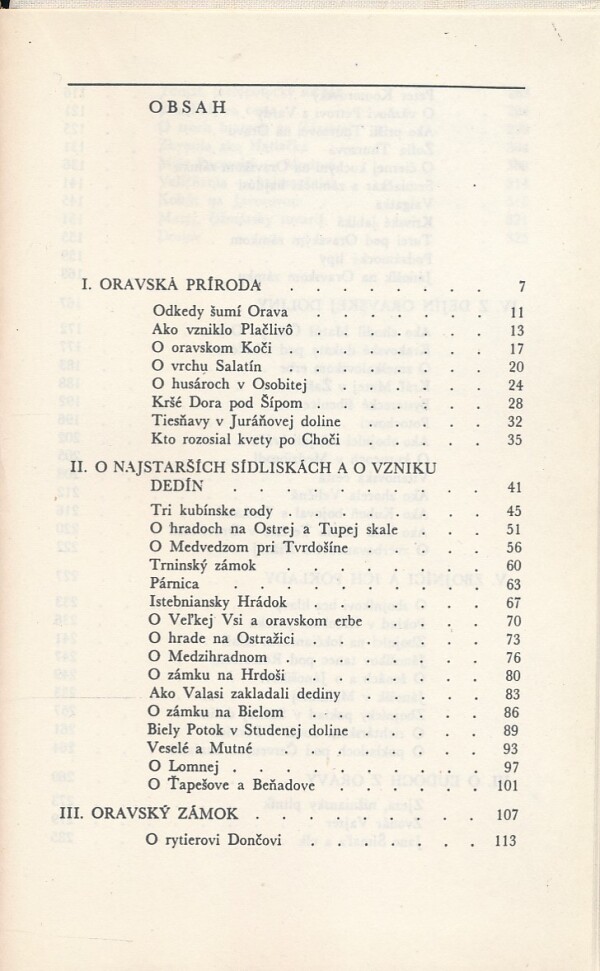 OBSAH
I. ORAVSKÁ PRÍRODA . . . . . . . . 7
Odkedy šumí Orava . . . . . . 11
Ako vzniklo Plačlivô . . . . . . 13
O oravskom Koči . . . . . . . 17
O vrchu Salatín . . . . . . . 20
O husároch v Osobitej . . . . . . 24
Kršé Dora pod Šípom . . . . . . 28
Tiesňavy v Juráňovej doline . . . . . 32
Kto rozosial kvety po Choči . . . . . 35
II. O NAJSTARŠÍCH SÍDLISKÁCH A O VZNIKU
DEDÍN . . . . . . . . . 41
Tri kubínske rody . . . . . . . 45
O hradoch na Ostrej a Tupej skale . . . 51
O Medvedzom pri Tvrdošíne . . . . . 56
Trninský zámok . . . . . . . 60
Párnica . . . . . . . . . 63
Istebniansky Hrádok . . . . . . 67
O Veľkej Vsi a oravskom erbe . . . . 70
O hrade na Ostražici . . . . . . 73
O Medzihradnom . . . . . . . 76
O zámku na Hrdoši . . . . . . 80
Ako Valasi zakladali dediny . . . . . 83
O zámku na Bielom . . . . . . 86
Biely Potok v Studenej doline . . . . . 89
Veselé a Mutné . . . . . . . 93
O Lomnej . . . . . . . . . 97
O Ťapešove a Beňadove . . . . . . 101
III. ORAVSKÝ ZÁMOK . . . . . . . . 107
O rytierovi Dončovi . . . . . . . 113